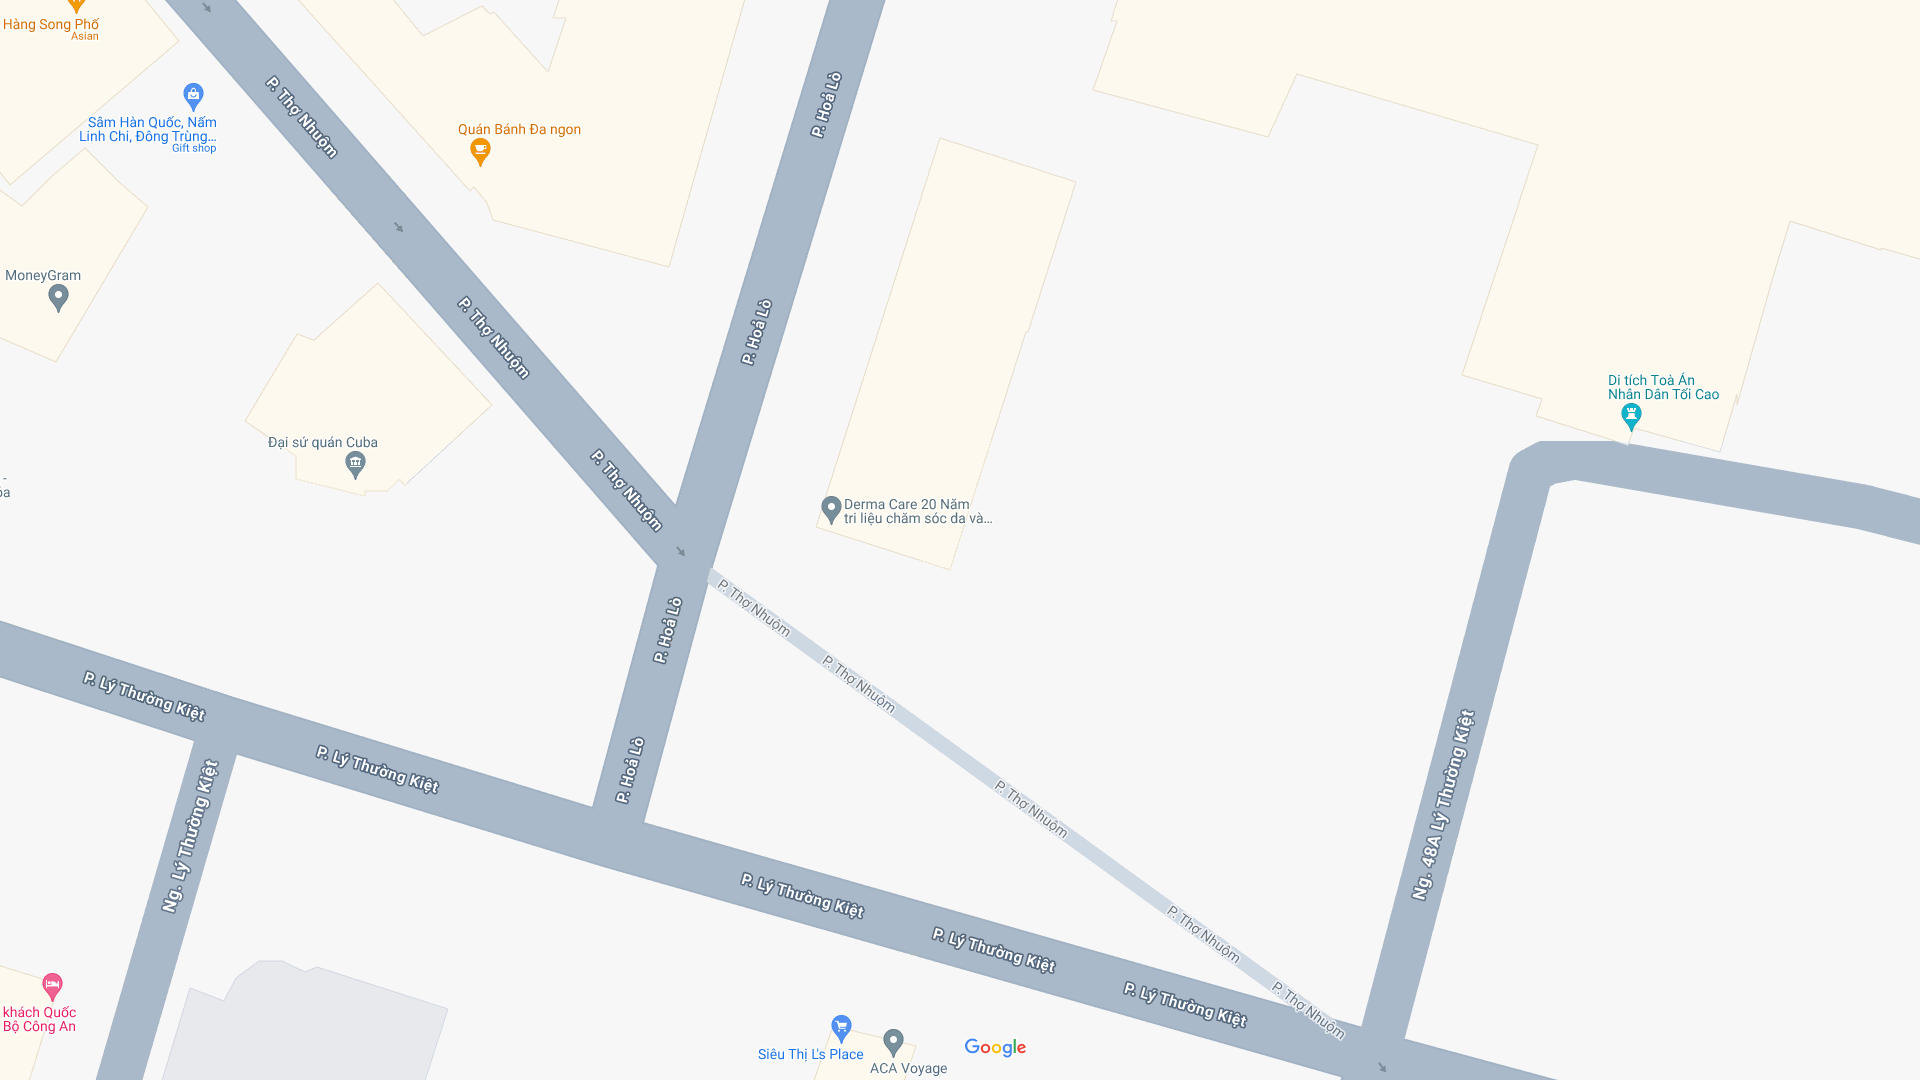 Hàng Song Phố
Asian
P. Thợ Nhuộm
P. Hoả Lò
Sâm Hàn Quốc, Nấm
Linh Chi, Đông Trùng...
Gift shop
Quán Bánh Đa ngon
MoneyGram
P. Hoả Lò
P. Thợ Nhuộm
Di tích Toà Án
Nhân Dân Tối Cao
Đại sứ quán Cuba
P. Thợ Nhuộm
Derma Care 20 Năm
trị liệu chăm sóc da và...
P. Thợ Nhuộm
P. Hoả Lò
P. Thợ Nhuộm
P. Lý Thường Kiệt
P. Lý Thường Kiệt
P. Hoả Lò
Ng. Lý Thường Kiệt
P. Thợ Nhuộm
Ng. 48A Lý Thường Kiệt
P. Lý Thường Kiệt
P. Thợ Nhuộm
P. Lý Thường Kiệt
P. Lý Thường Kiệt
P. Thợ Nhuộm
khách Quốc
Bộ Công An
Siêu Thị L's Place
ACA Voyage
Google